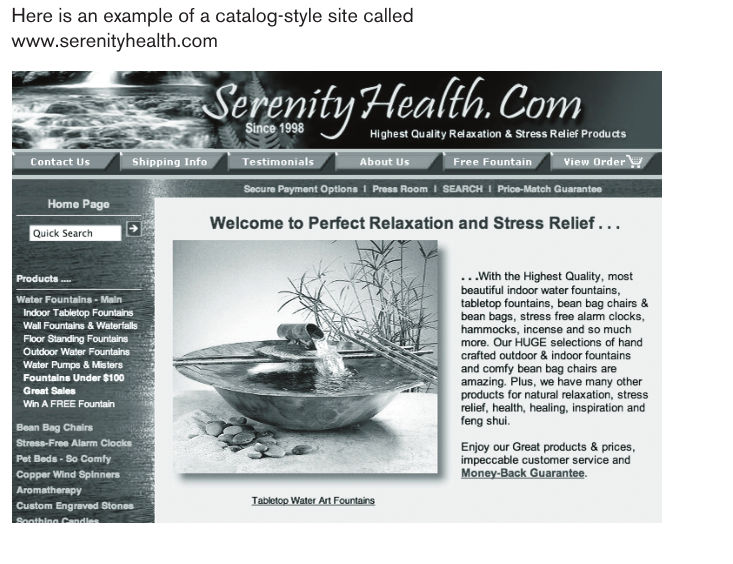 Here is an example of a catalog-style site called
www.serenityhealth.com
SerenityHealth.Com
Since 1998
Highest Quality Relaxation & Stress Relief Products
Contact Us
Shipping Info
Testimonials
About Us
Free Fountain
View Order
Secure Payment Options I Press Room I SEARCH I Price-Match Guarantee
Home Page
Quick Search
Products ....
Water Fountains - Main
Indoor Tabletop Fountains
Wall Fountains & Waterfalls
Floor Standing Fountains
Outdoor Water Fountains
Water Pumps & Misters
Fountains Under $100
Great Sales
Win A FREE Fountain
Bean Bag Chairs
Stress-Free Alarm Clocks
Pet Beds - So Comfy
Copper Wind Spinners
Aromatherapy
Custom Engraved Stones
Soothing Candles
Welcome to Perfect Relaxation and Stress Relief . . .
. . .With the Highest Quality, most
beautiful indoor water fountains,
tabletop fountains, bean bag chairs &
bean bags, stress free alarm clocks,
hammocks, incense and so much
more. Our HUGE selections of hand
crafted outdoor & indoor fountains
and comfy bean bag chairs are
amazing. Plus, we have many other
products for natural relaxation, stress
relief, health, healing, inspiration and
feng shui.
Enjoy our Great products & prices,
impeccable customer service and
Money-Back Guarantee.
Tabletop Water Art Fountains